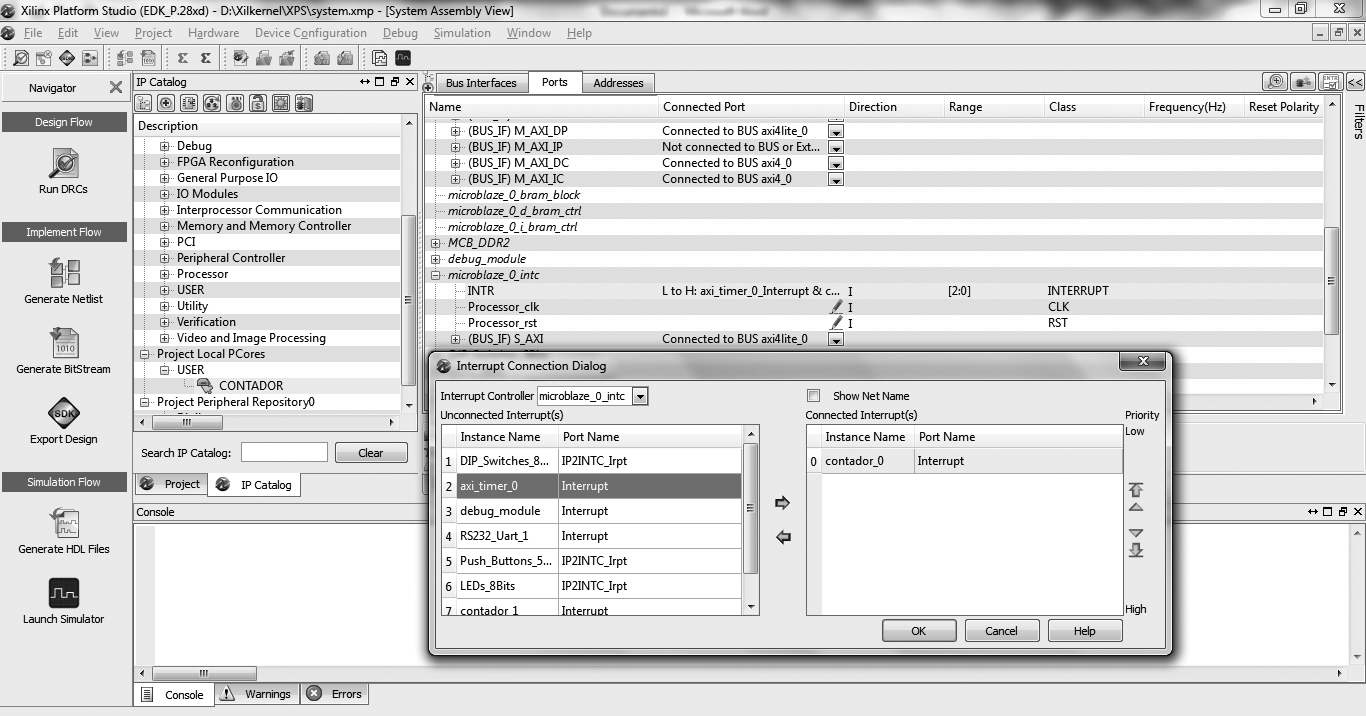 Xilinx Platform Studio (EDK_P.28xd) - D:\Xilkernel\XPS\system.xmp - [System Assembly View]
File Edit View Project Hardware Device Configuration Debug Simulation Window Help
Navigator
Design Flow
Run DRCs
Implement Flow
Generate Netlist
Generate BitStream
SDK
Export Design
Simulation Flow
Generate HDL Files
Launch Simulator
IP Catalog
Description
Debug
FPGA Reconfiguration
General Purpose IO
IO Modules
Interprocessor Communication
Memory and Memory Controller
PCI
Peripheral Controller
Processor
USER
Utility
Verification
Video and Image Processing
Project Local PCores
USER
CONTADOR
Project Peripheral Repository0
Search IP Catalog: Clear
Project IP Catalog
Bus Interfaces Ports Addresses
Name Connected Port Direction Range Class Frequency(Hz) Reset Polarity
(BUS_IF) M_AXI_DP Connected to BUS axi4lite_0
(BUS_IF) M_AXI_IP Not connected to BUS or Ext...
(BUS_IF) M_AXI_DC Connected to BUS axi4_0
(BUS_IF) M_AXI_IC Connected to BUS axi4_0
microblaze_0_bram_block
microblaze_0_d_bram_ctrl
microblaze_0_i_bram_ctrl
MCB_DDR2
debug_module
microblaze_0_intc
INTR L to H: axi_timer_0_Interrupt & c... I [2:0] INTERRUPT
Processor_clk I CLK
Processor_rst I RST
(BUS_IF) S_AXI Connected to BUS axi4lite_0
Filters
Interrupt Connection Dialog
Interrupt Controller microblaze_0_intc Show Net Name
Unconnected Interrupt(s)
Instance Name Port Name
1 DIP_Switches_8... IP2INTC_Irpt
2 axi_timer_0 Interrupt
3 debug_module Interrupt
4 RS232_Uart_1 Interrupt
5 Push_Buttons_5... IP2INTC_Irpt
6 LEDs_8Bits IP2INTC_Irpt
7 contador_1 Interrupt
Connected Interrupt(s)
Instance Name Port Name
0 contador_0 Interrupt
Priority
Low
High
OK Cancel Help
Console
Console Warnings Errors